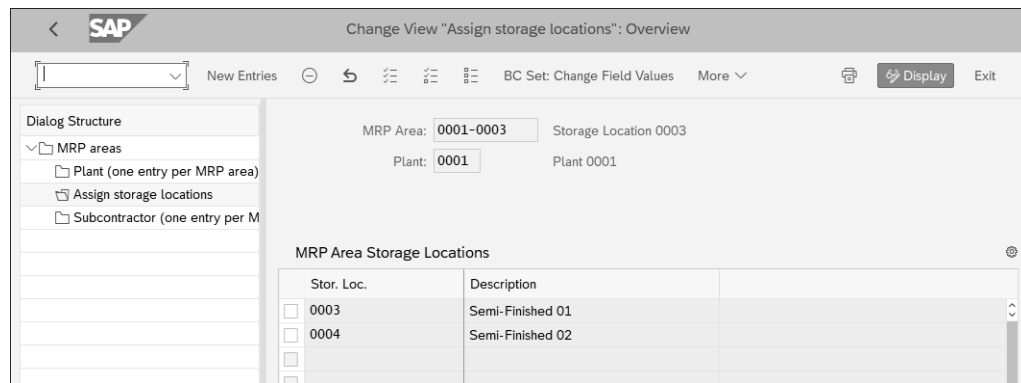 SAP
Change View "Assign storage locations": Overview
New Entries
BC Set: Change Field Values
More
Display
Exit
Dialog Structure
MRP areas
Plant (one entry per MRP area)
Assign storage locations
Subcontractor (one entry per M
MRP Area: 0001-0003 Storage Location 0003
Plant: 0001 Plant 0001
MRP Area Storage Locations
Stor. Loc. Description
0003 Semi-Finished 01
0004 Semi-Finished 02